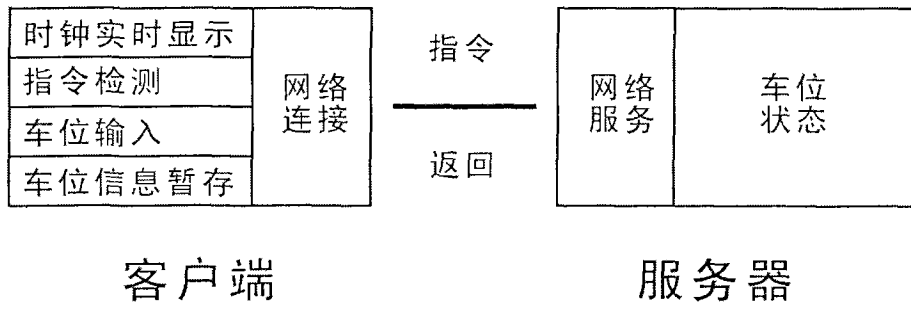 时钟实时显示
指令检测
车位输入
车位信息暂存
网络
连接
指令
返回
网络
服务
车位
状态
客户端
服务器